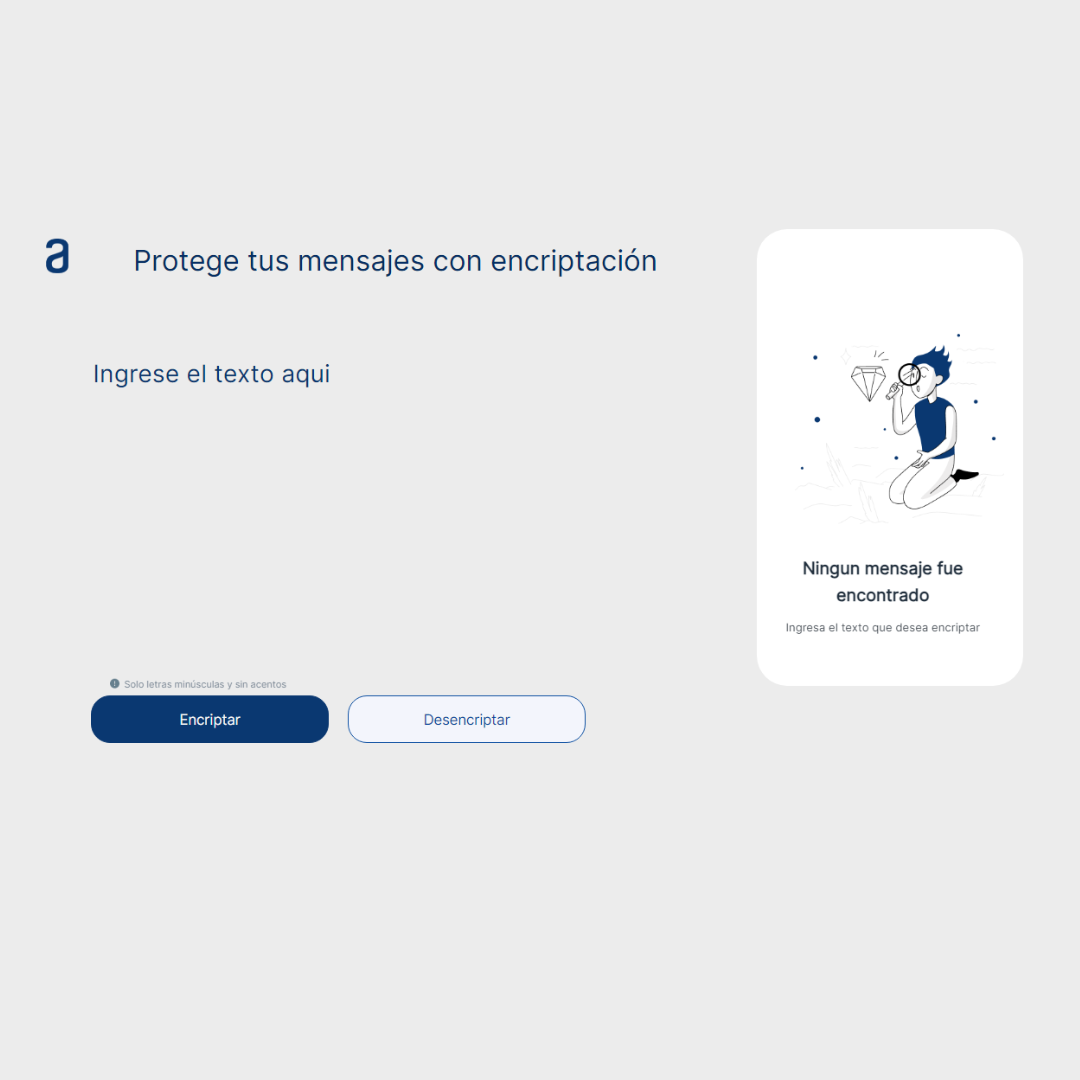 a
Protege tus mensajes con encriptación
Ingrese el texto aqui
Solo letras minúsculas y sin acentos
Encriptar
Desencriptar
Ningun mensaje fue
encontrado
Ingresa el texto que desea encriptar